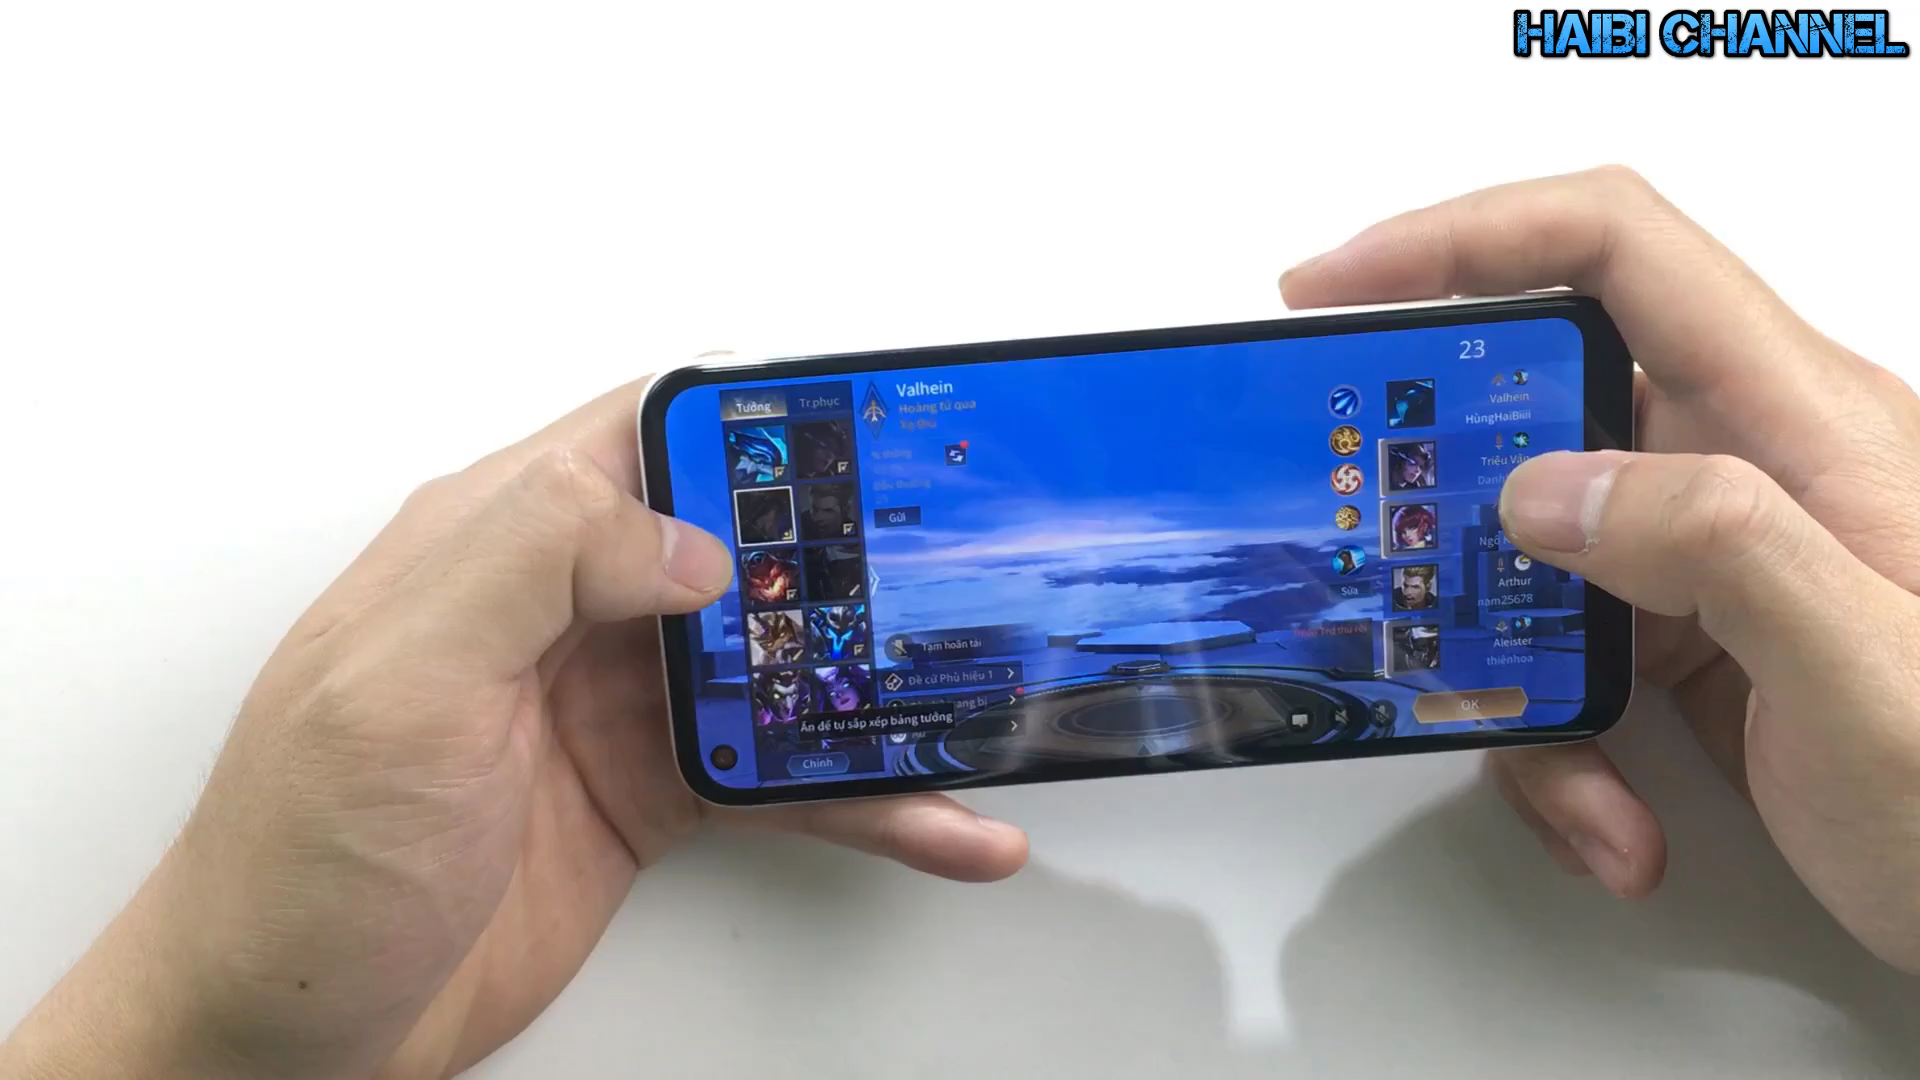 HAIBI CHANNEL
23
Tướng
Tr.phục
Valhein
Hoàng tử quạ
Xạ thủ
% thắng
Gửi
Tạm hoãn tải
Đề cử Phù hiệu 1
Ấn để tự sắp xếp bảng tướng
Chỉnh
Sửa
Valhein
HùngHaiBiiii
Triệu Vân
Arthur
nam25678
Aleister
thiênhoa
OK